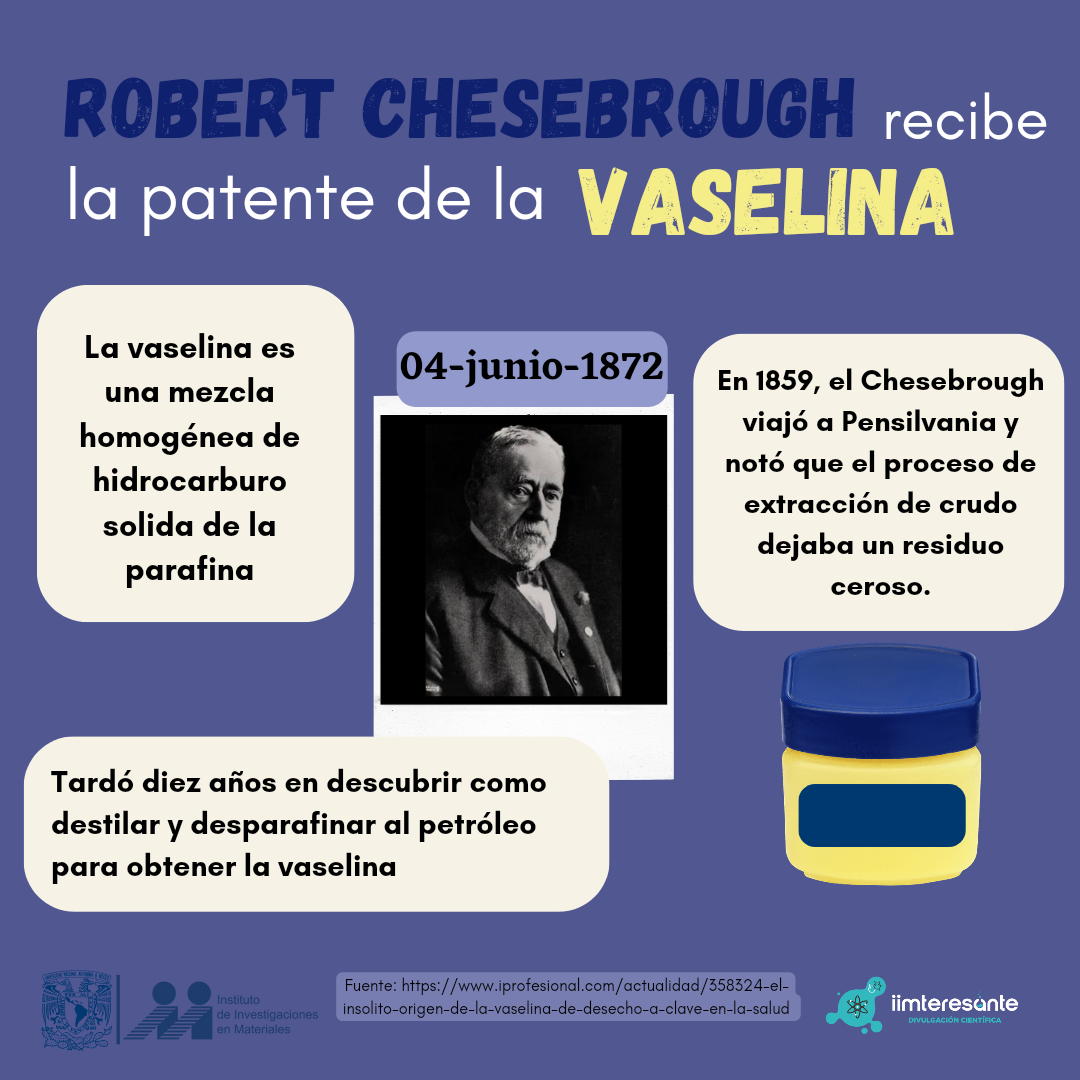 ROBERT CHESEBROUGH recibe
la patente de la VASELINA
La vaselina es
una mezcla
homogénea de
hidrocarburo
solida de la
parafina
04-junio-1872
En 1859, el Chesebrough
viajó a Pensilvania y
notó que el proceso de
extracción de crudo
dejaba un residuo
ceroso.
Tardó diez años en descubrir como
destilar y desparafinar al petróleo
para obtener la vaselina
Instituto
de Investigaciones
en Materiales
Fuente: https://www.iprofesional.com/actualidad/358324-el-
insolito-origen-de-la-vaselina-de-desecho-a-clave-en-la-salud
iimteresánte
DIVULGACIÓN CIENTÍFICA